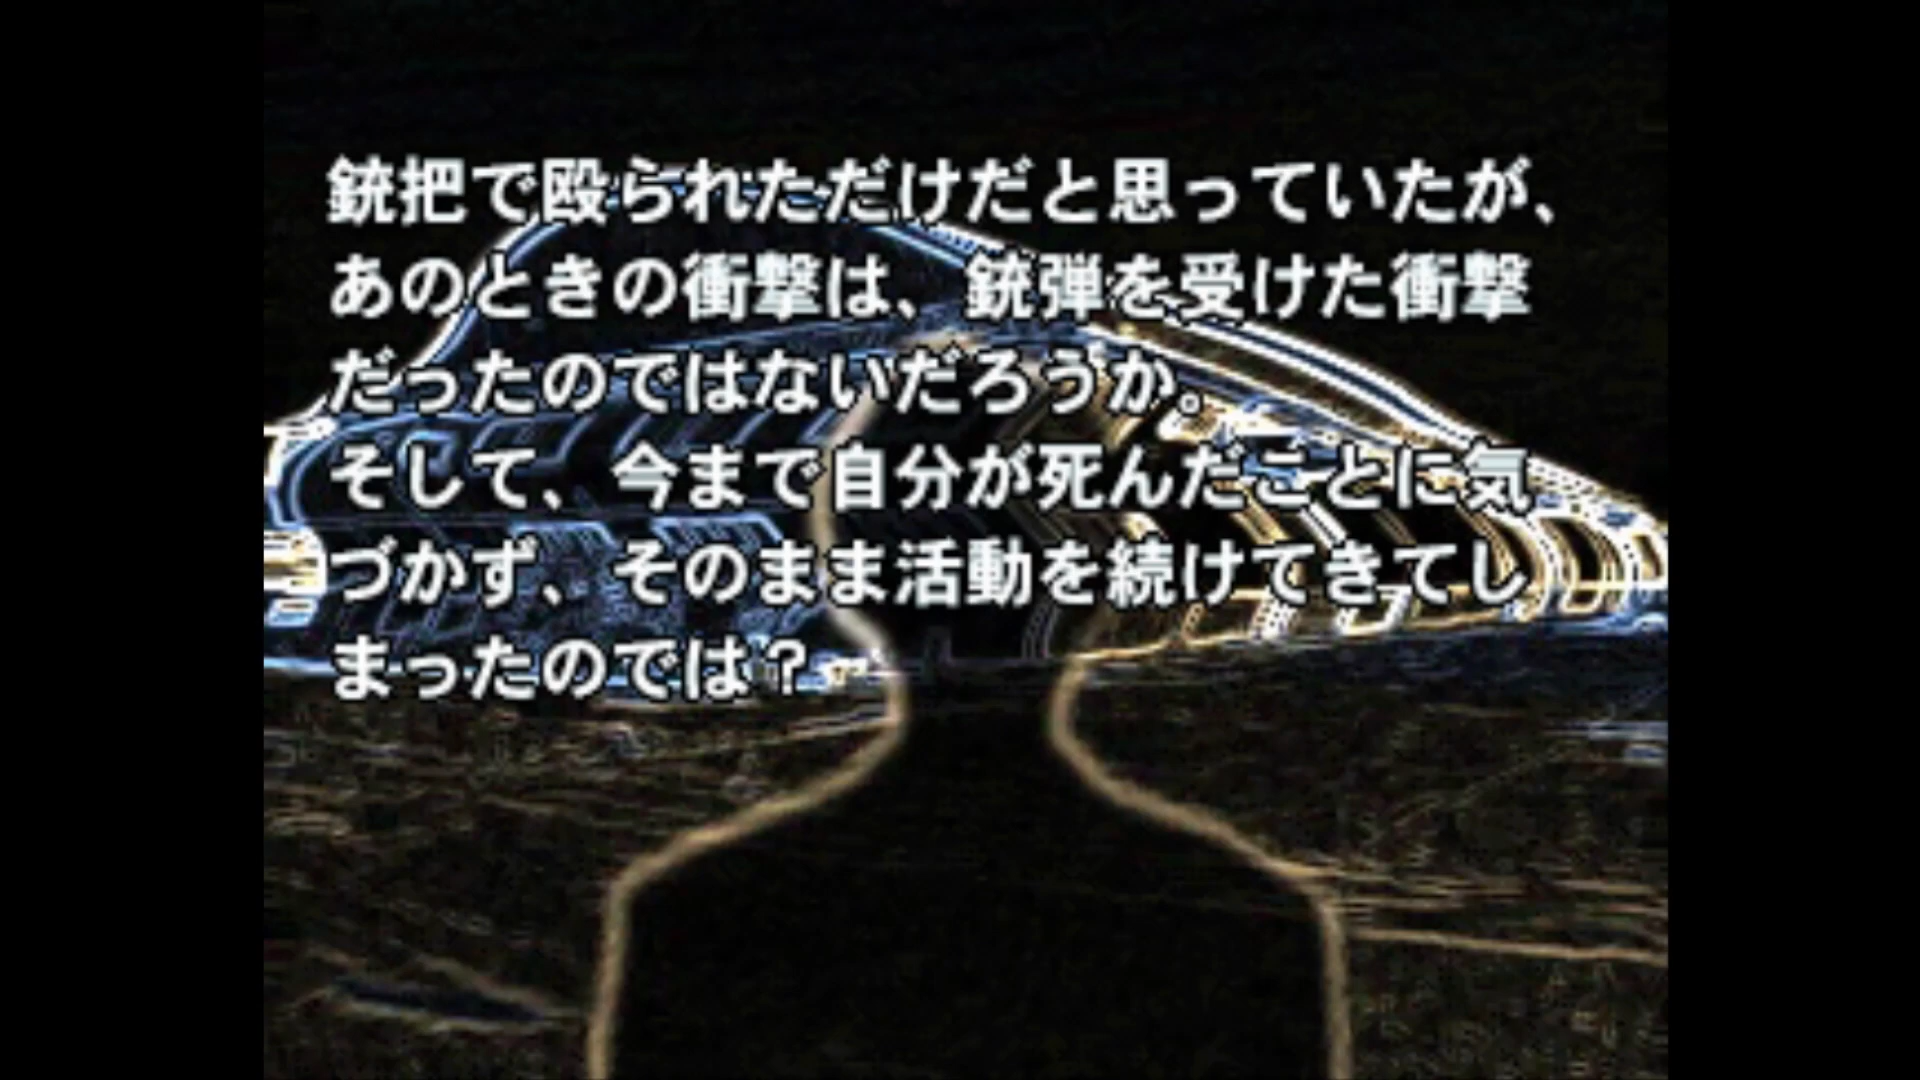 銃把で殴られただけだと思っていたが、
あのときの衝撃は、銃弾を受けた衝撃
だったのではないだろうか。
そして、今まで自分が死んだことに気
づかず、そのまま活動を続けてきてし
まったのでは？